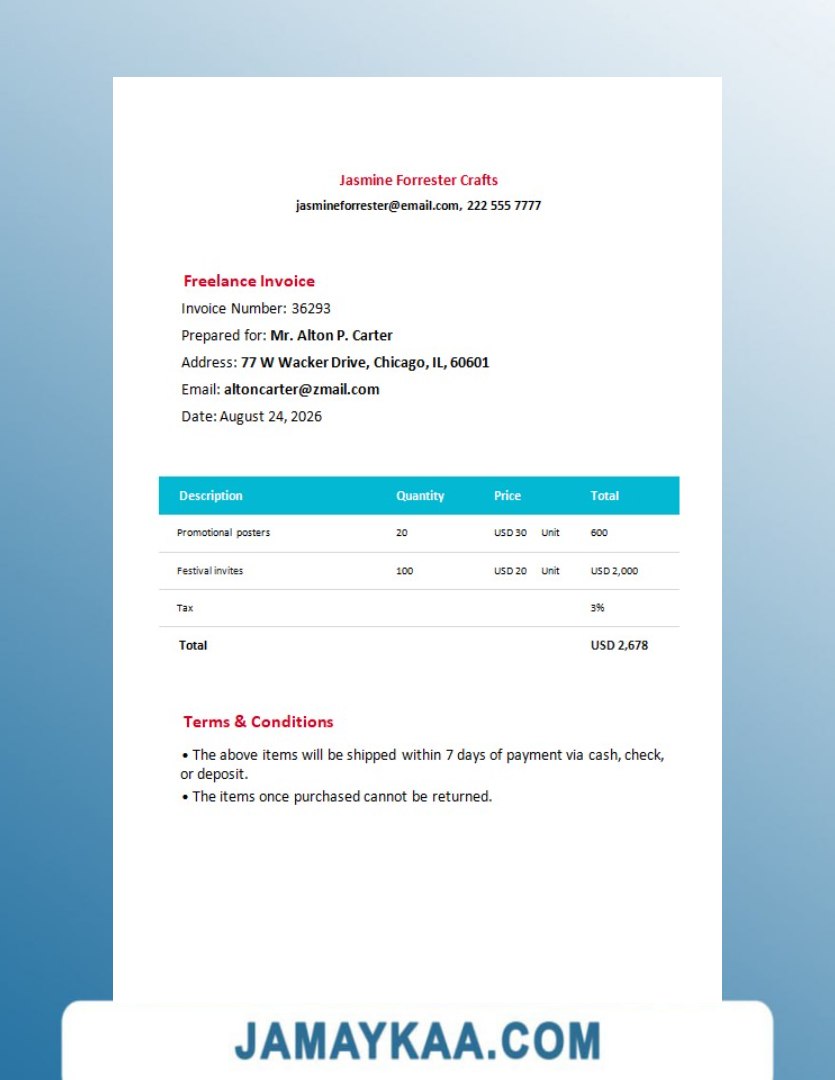 Jasmine Forrester Crafts
jasmineforrester@email.com, 222 555 7777
Freelance Invoice
Invoice Number: 36293
Prepared for: Mr. Alton P. Carter
Address: 77 W Wacker Drive, Chicago, IL, 60601
Email: altoncarter@zmail.com
Date: August 24, 2026
Description Quantity Price Total
Promotional posters 20 USD 30 Unit 600
Festival invites 100 USD 20 Unit USD 2,000
Tax 3%
Total USD 2,678
Terms & Conditions
• The above items will be shipped within 7 days of payment via cash, check,
or deposit.
• The items once purchased cannot be returned.
JAMAYKAA.COM